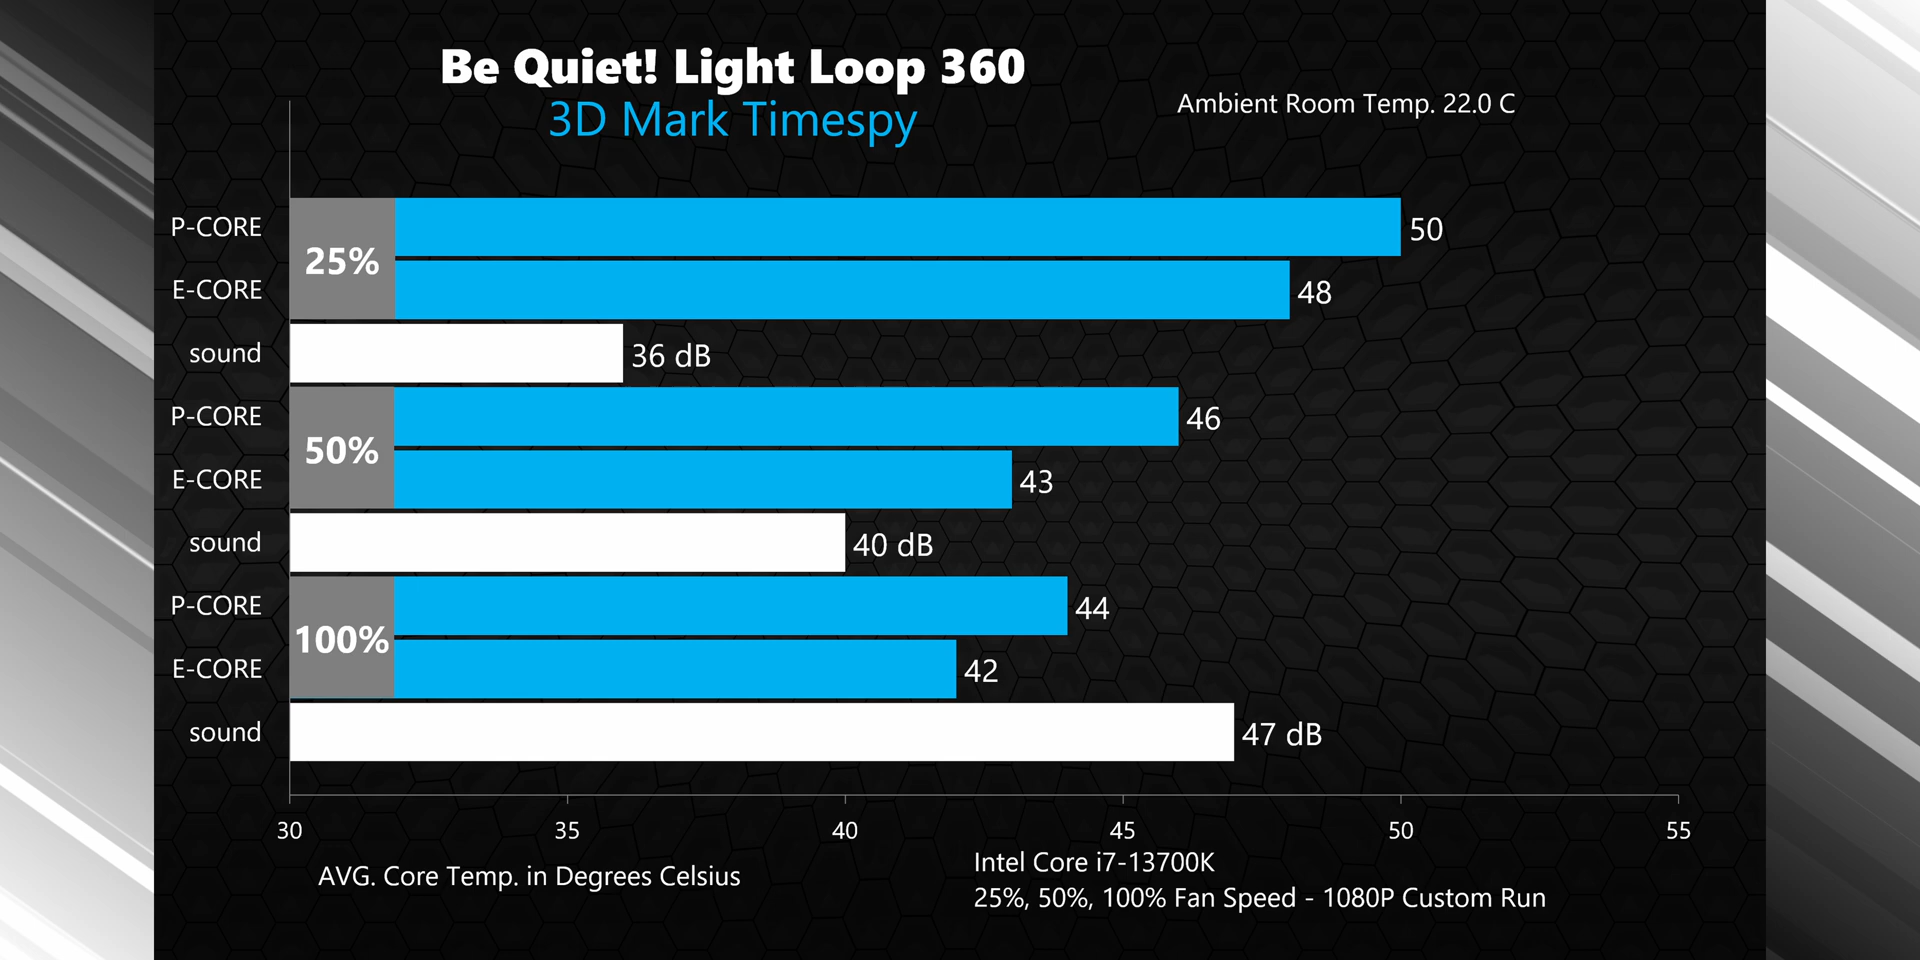 Be Quiet! Light Loop 360
3D Mark Timespy
Ambient Room Temp. 22.0 C
P-CORE
25%
50
E-CORE
48
sound
36 dB
P-CORE
50%
46
E-CORE
43
sound
40 dB
P-CORE
100%
44
E-CORE
42
sound
47 dB
30 35 40 45 50 55
AVG. Core Temp. in Degrees Celsius
Intel Core i7-13700K
25%, 50%, 100% Fan Speed - 1080P Custom Run